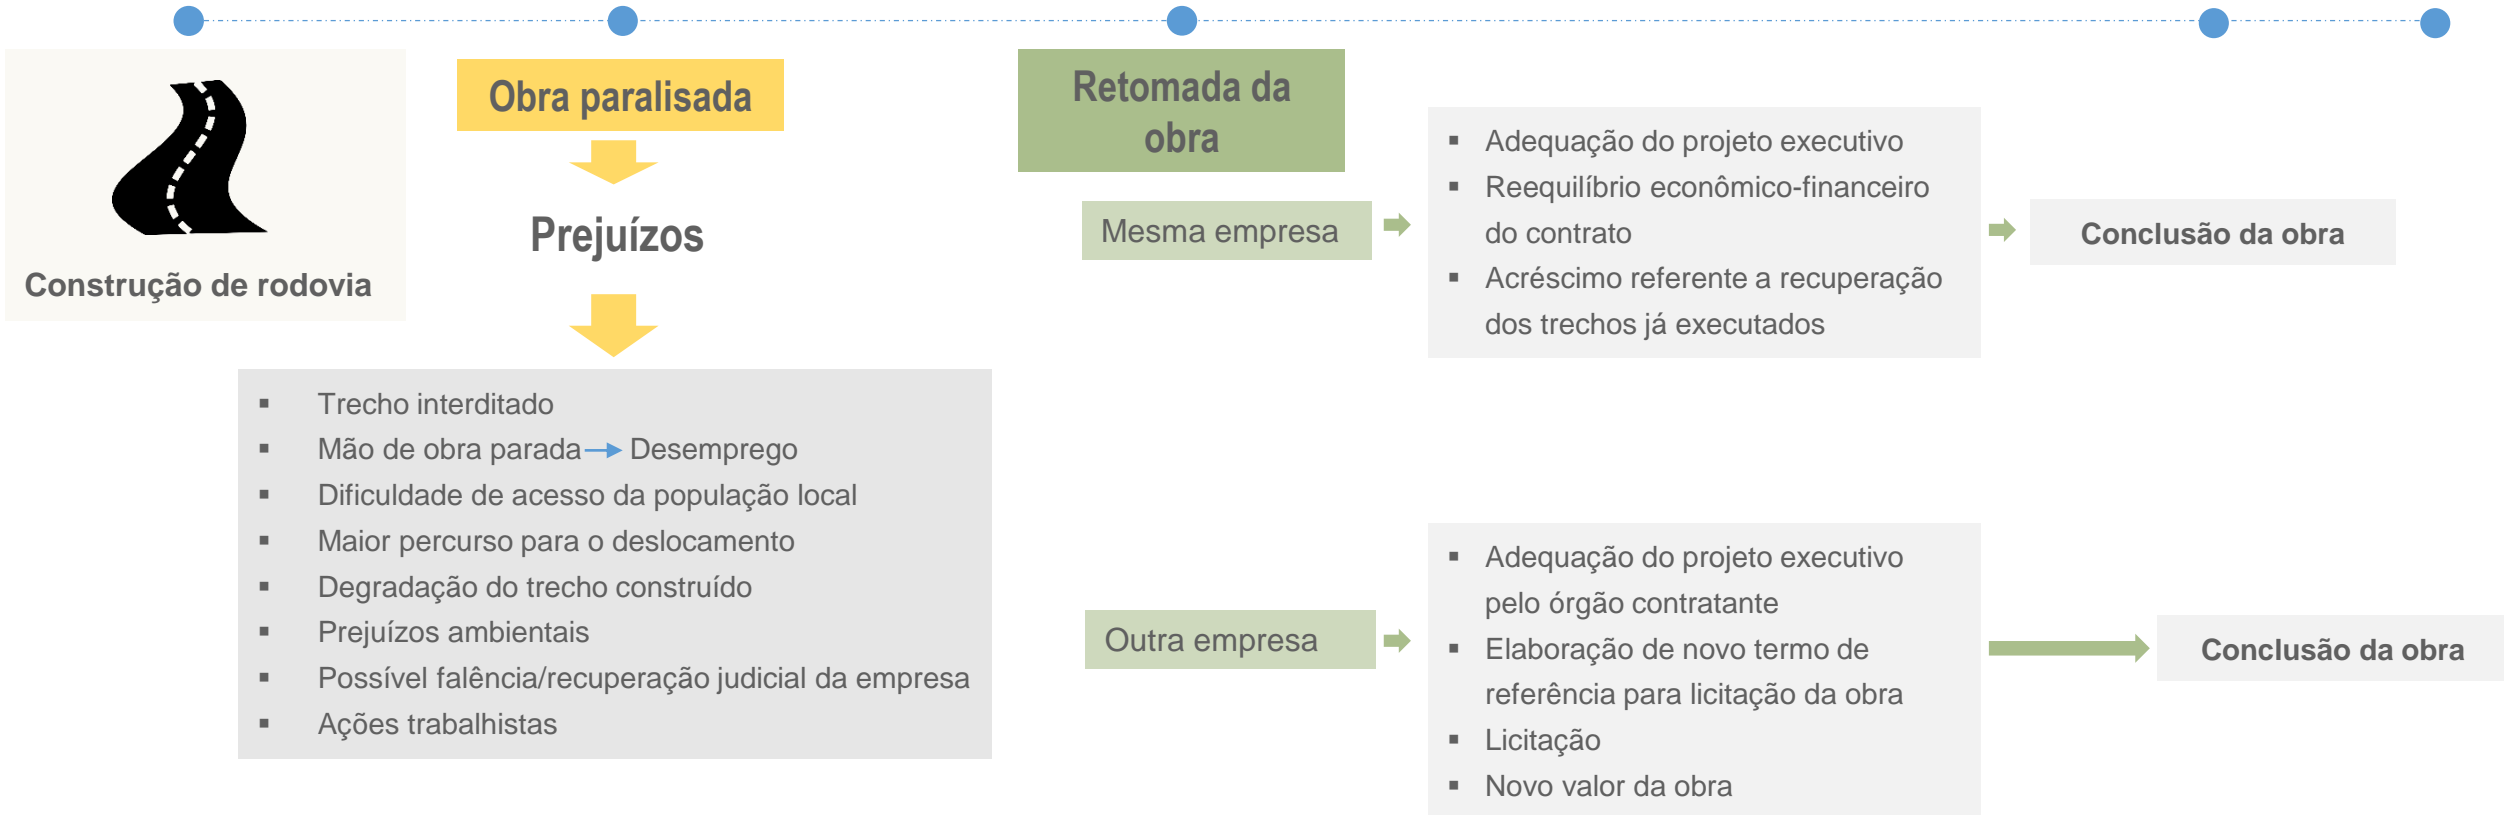 Construção de rodovia
Obra paralisada
Prejuízos
▪ Trecho interditado
▪ Mão de obra parada → Desemprego
▪ Dificuldade de acesso da população local
▪ Maior percurso para o deslocamento
▪ Degradação do trecho construído
▪ Prejuízos ambientais
▪ Possível falência/recuperação judicial da empresa
▪ Ações trabalhistas
Retomada da
obra
Mesma empresa
▪ Adequação do projeto executivo
▪ Reequilíbrio econômico-financeiro
do contrato
▪ Acréscimo referente a recuperação
dos trechos já executados
Conclusão da obra
Outra empresa
▪ Adequação do projeto executivo
pelo órgão contratante
▪ Elaboração de novo termo de
referência para licitação da obra
▪ Licitação
▪ Novo valor da obra
Conclusão da obra